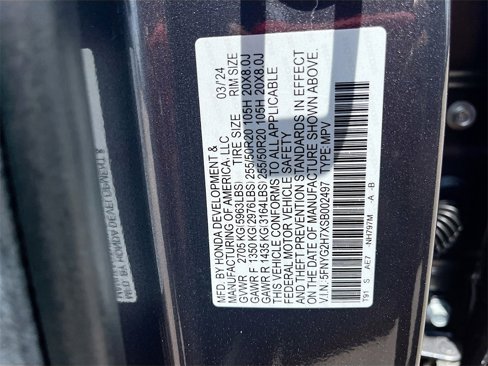 MFD BY HONDA DEVELOPMENT &
MANUFACTURING OF AMERICA, LLC 03/24
TIRE SIZE RIM SIZE
GVWR 2705 KG(5963LBS)
GAWR F 1350 KG(2976LBS) 255/50R20 105H 20X8.0J
GAWR R 1435 KG(3164LBS) 255/50R20 105H 20X8.0J
THIS VEHICLE CONFORMS TO ALL APPLICABLE
FEDERAL MOTOR VEHICLE SAFETY
AND THEFT PREVENTION STANDARDS IN EFFECT
ON THE DATE OF MANUFACTURE SHOWN ABOVE.
V.I.N. 5FNYG2H7XSB002497 TYPE:MPV
T91 S AE7 NH797M -A -B